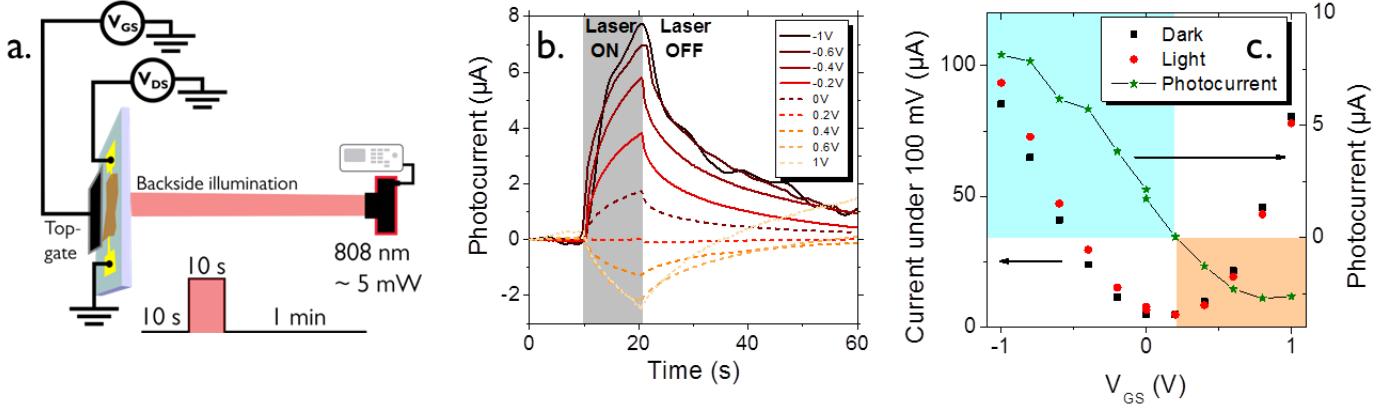 a.
V_GS
V_DS
Backside illumination
Top-
gate
808 nm
~ 5 mW
10 s
10 s
1 min
b.
Laser
ON
Laser
OFF
-1V
-0.6V
-0.4V
-0.2V
0V
0.2V
0.4V
0.6V
1V
Photocurrent (µA)
8
6
4
2
0
-2
0
20
40
60
Time (s)
c.
Dark
Light
Photocurrent
Current under 100 mV (µA)
100
50
0
10
5
0
Photocurrent (µA)
-1
0
1
V_GS (V)